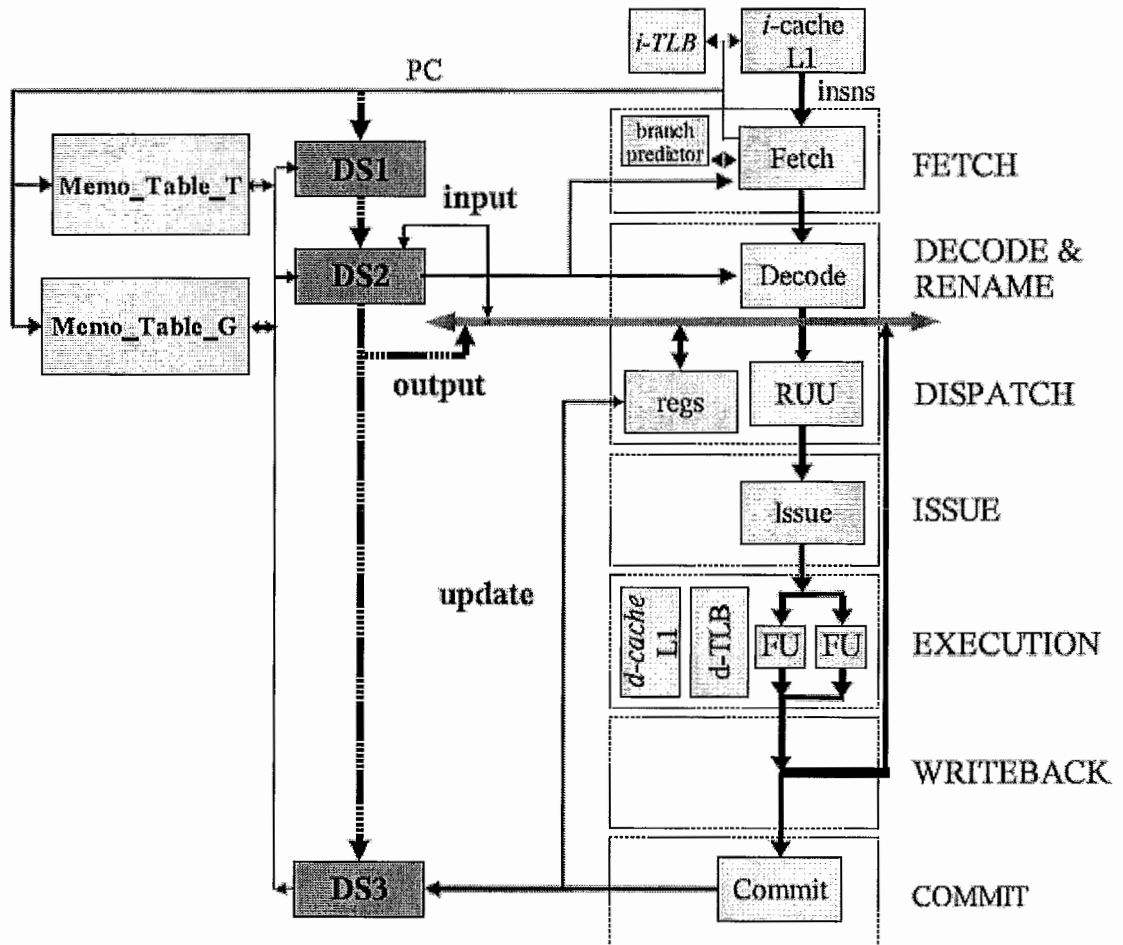 i-TLB
i-cache
L1
PC
insns
branch
predictor
Fetch
FETCH
Memo_Table_T
DS1
input
DECODE &
RENAME
DS2
Decode
Memo_Table_G
output
regs
RUU
DISPATCH
Issue
ISSUE
update
d-cache
L1
d-TLB
FU
FU
EXECUTION
WRITEBACK
DS3
Commit
COMMIT